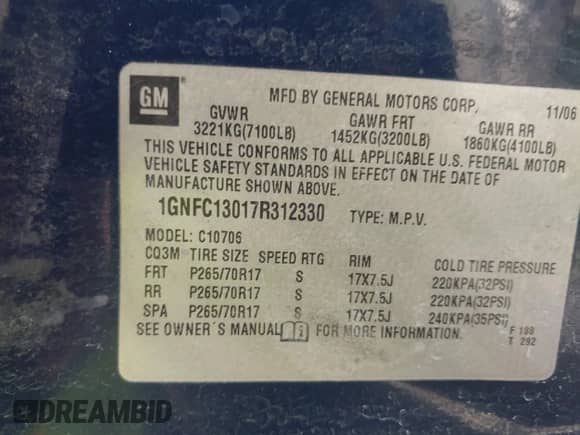 GM
®
MFD BY GENERAL MOTORS CORP. 11/06
GVWR GAWR FRT GAWR RR
3221KG(7100LB) 1452KG(3200LB) 1860KG(4100LB)
THIS VEHICLE CONFORMS TO ALL APPLICABLE U.S. FEDERAL MOTOR
VEHICLE SAFETY STANDARDS IN EFFECT ON THE DATE OF
MANUFACTURE SHOWN ABOVE.
1GNFC13017R312330 TYPE: M.P.V.
MODEL: C10706
CQ3M TIRE SIZE SPEED RTG RIM COLD TIRE PRESSURE
FRT P265/70R17 S 17X7.5J 220KPA(32PSI)
RR P265/70R17 S 17X7.5J 220KPA(32PSI)
SPA P265/70R17 S 17X7.5J 240KPA(35PSI)
SEE OWNER'S MANUAL FOR MORE INFORMATION.
F 198
T 292
DREAMBID